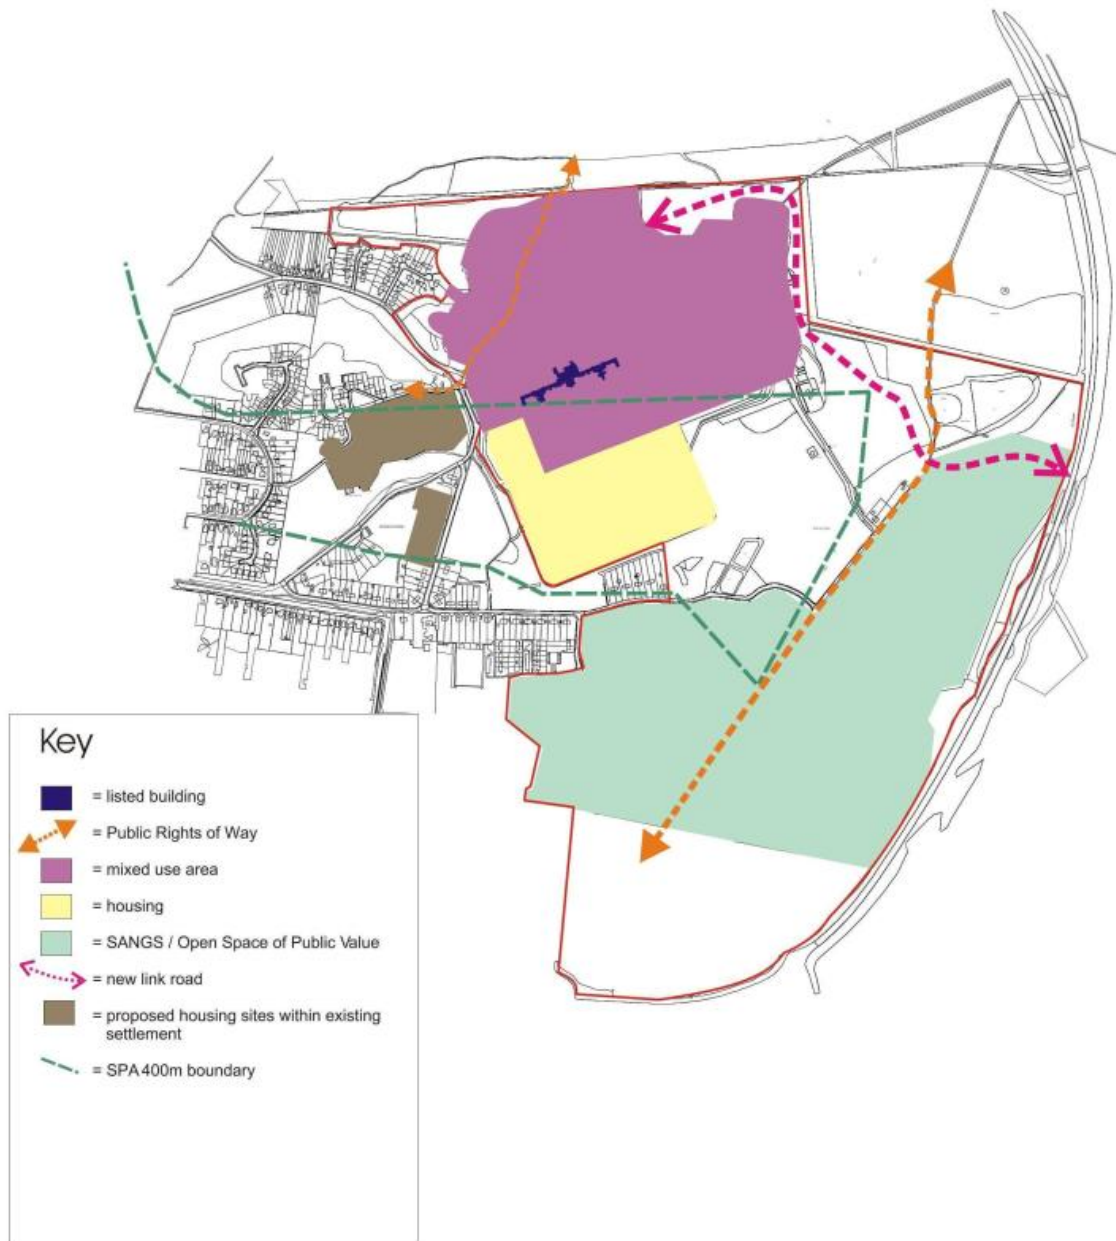 Key
= listed building
= Public Rights of Way
= mixed use area
= housing
= SANGS / Open Space of Public Value
= new link road
= proposed housing sites within existing
settlement
= SPA 400m boundary